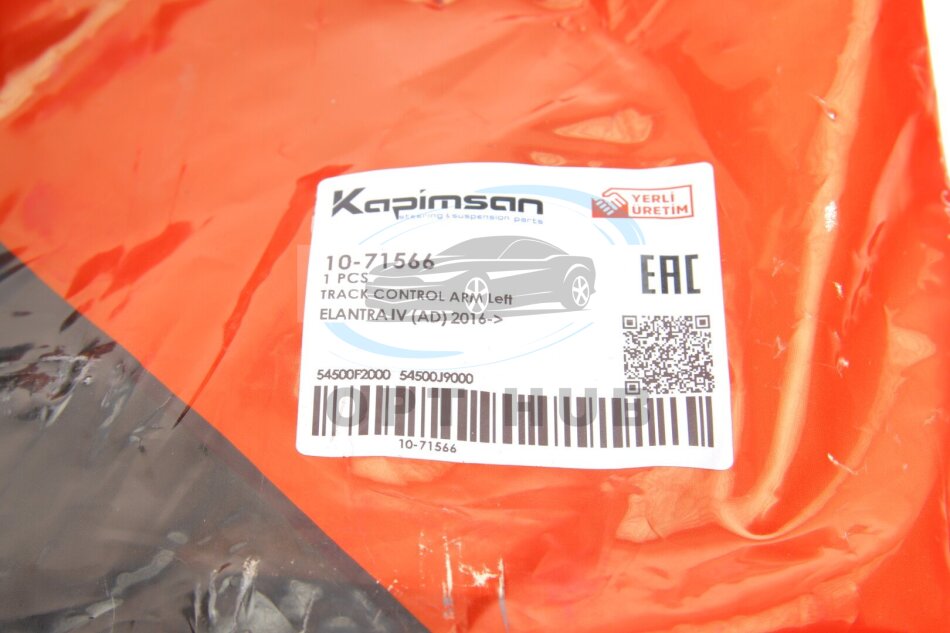 Kapimsan
steering & suspension parts
YERLİ
ÜRETİM
10-71566
1 PCS
TRACK CONTROL ARM Left
ELANTRA IV (AD) 2016->
EAC
54500F2000 54500J9000
OPT HUB
10-71566